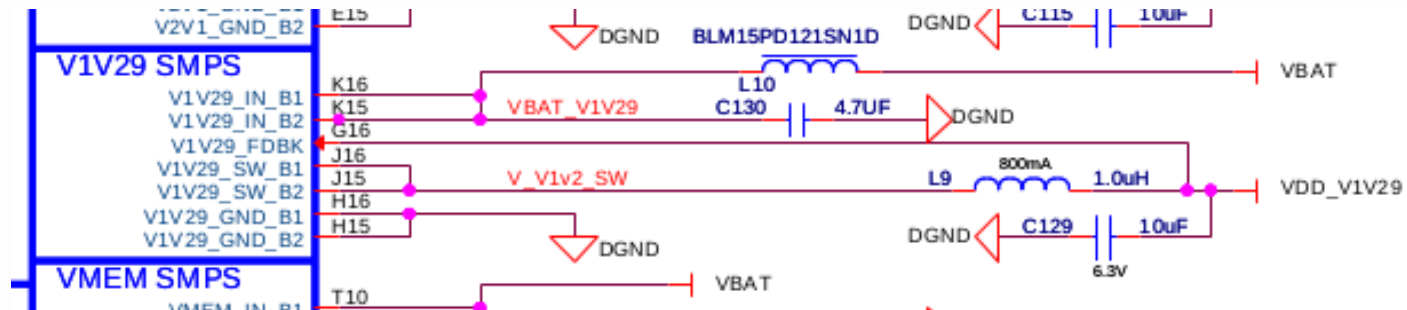 E15
C115
10uF
V2V1_GND_B2
DGND
BLM15PD121SN1D
DGND
V1V29 SMPS
VBAT
K16
L10
V1V29_IN_B1
K15
VBAT_V1V29
C130
4.7UF
DGND
V1V29_IN_B2
G16
V1V29_FDBK
J16
800mA
V1V29_SW_B1
J15
V_V1v2_SW
L9
1.0uH
VDD_V1V29
V1V29_SW_B2
H16
V1V29_GND_B1
H15
DGND
C129
10uF
V1V29_GND_B2
DGND
6.3V
VMEM SMPS
VBAT
T10
VMEM_IN_B1